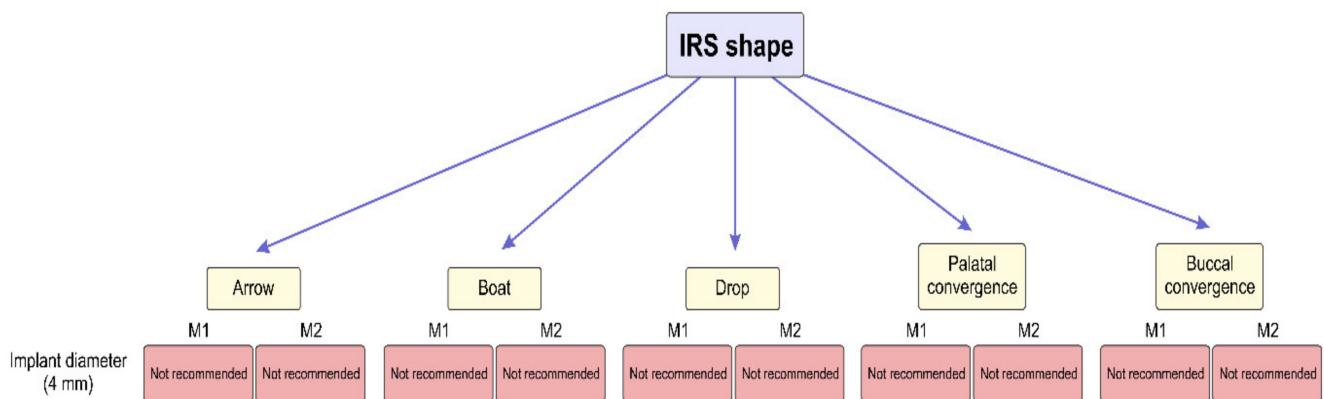 IRS shape
Arrow
Boat
Drop
Palatal
convergence
Buccal
convergence
M1 M2 M1 M2 M1 M2 M1 M2 M1 M2
Implant diameter
(4 mm)
Not recommended Not recommended Not recommended Not recommended Not recommended Not recommended Not recommended Not recommended Not recommended Not recommended